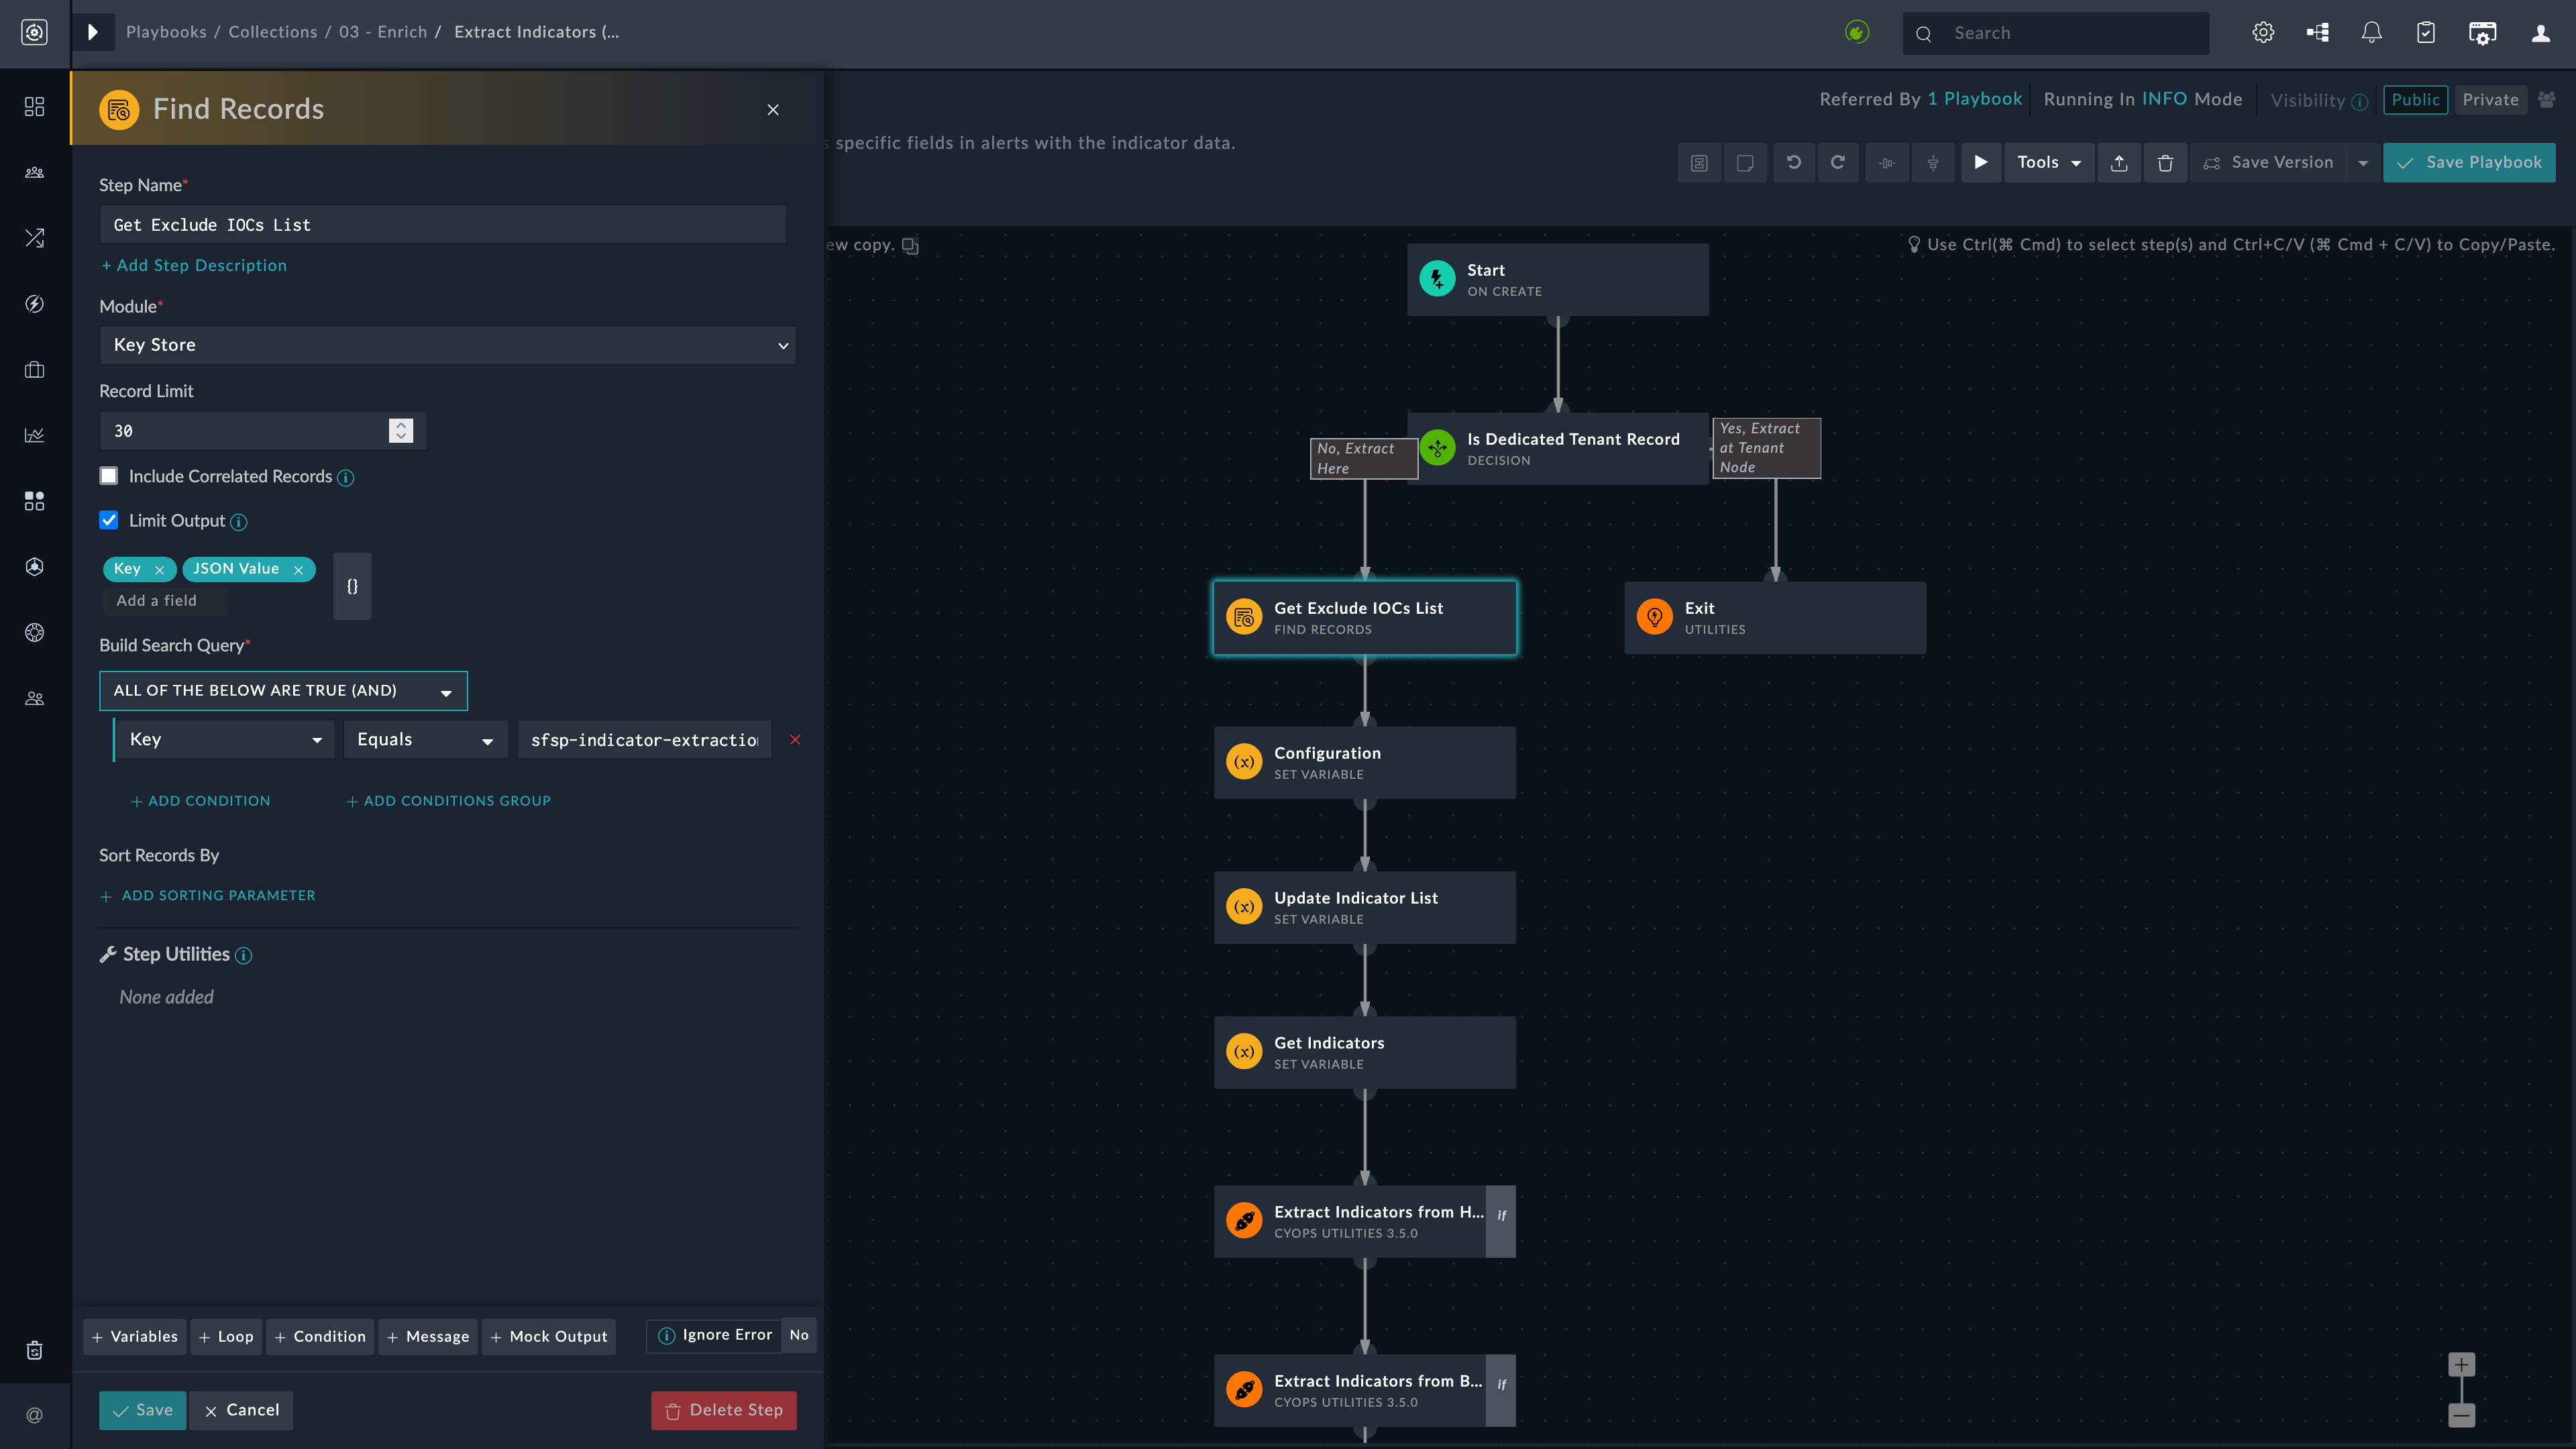 Playbooks / Collections / 03 - Enrich / Extract Indicators (...
Search
Find Records
Referred By 1 Playbook
Running In INFO Mode
Visibility
Public
Private
specific fields in alerts with the indicator data.
Tools
Save Version
Save Playbook
Step Name*
Get Exclude IOCs List
+ Add Step Description
Module*
Key Store
Record Limit
30
Include Correlated Records
Limit Output
Key
JSON Value
Add a field
{}
Build Search Query*
ALL OF THE BELOW ARE TRUE (AND)
Key
Equals
sfsp-indicator-extractio
+ ADD CONDITION
+ ADD CONDITIONS GROUP
Sort Records By
+ ADD SORTING PARAMETER
Step Utilities
None added
+ Variables
+ Loop
+ Condition
+ Message
+ Mock Output
Ignore Error
No
Save
Cancel
Delete Step
ew copy.
Use Ctrl(⌘ Cmd) to select step(s) and Ctrl+C/V (⌘ Cmd + C/V) to Copy/Paste.
Start
ON CREATE
Is Dedicated Tenant Record
DECISION
No, Extract
Here
Yes, Extract
at Tenant
Node
Get Exclude IOCs List
FIND RECORDS
Exit
UTILITIES
Configuration
SET VARIABLE
Update Indicator List
SET VARIABLE
Get Indicators
SET VARIABLE
Extract Indicators from H...
CYOPS UTILITIES 3.5.0
if
Extract Indicators from B...
CYOPS UTILITIES 3.5.0
if